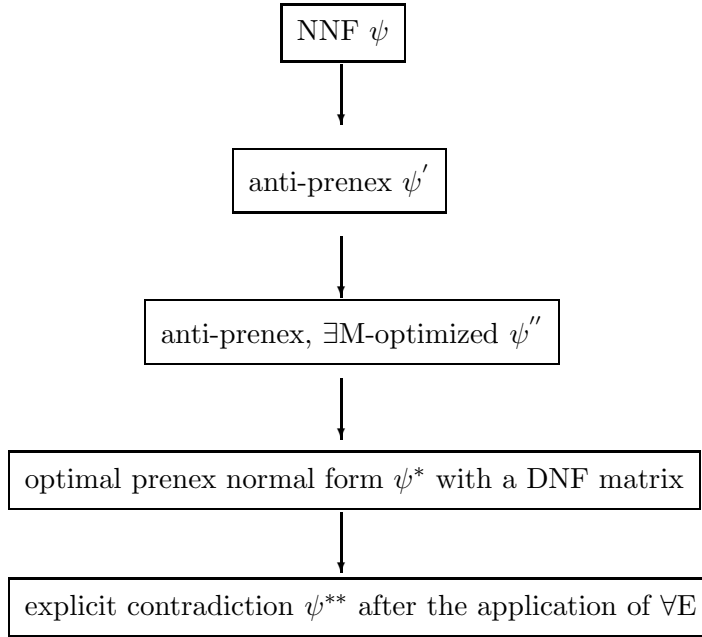 NNF ψ
anti-prenex ψ′
anti-prenex, ∃M-optimized ψ″
optimal prenex normal form ψ* with a DNF matrix
explicit contradiction ψ** after the application of ∀E